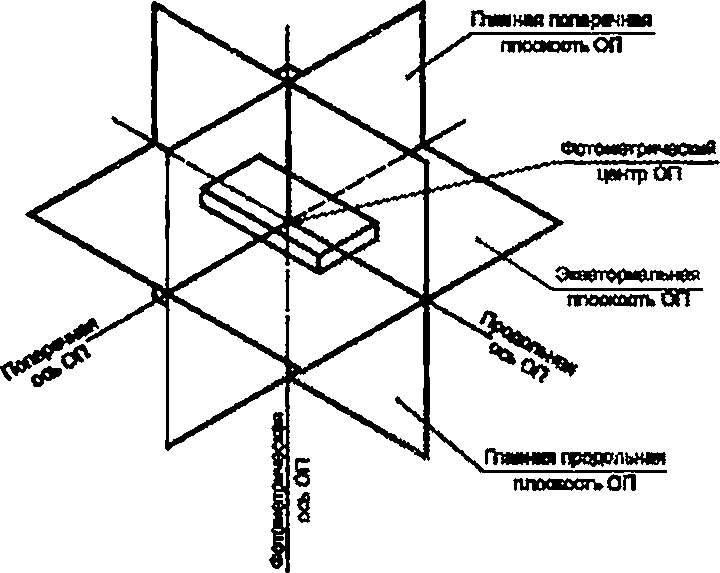 Главная поперечная
плоскость ОП
Фотометрический
центр ОП
Экваториальная
плоскость ОП
Поперечная
ось ОП
Продольная
ось ОП
Главная продольная
плоскость ОП
Фотометрическая
ось ОП